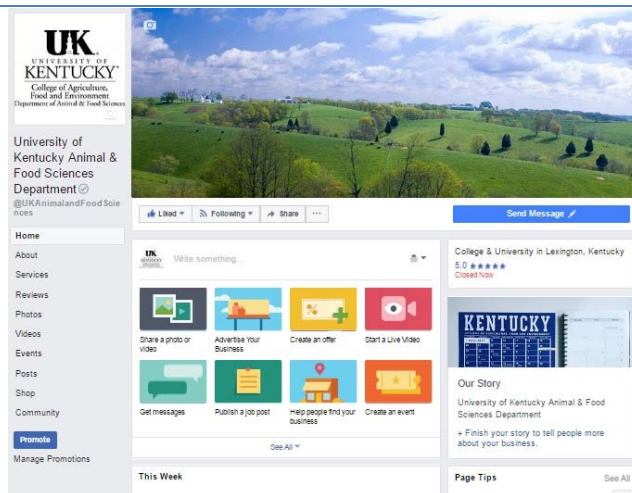 UK
UNIVERSITY OF
KENTUCKY
College of Agriculture,
Food and Environment
Department of Animal & Food Sciences
University of
Kentucky Animal &
Food Sciences
Department
@UKAnimalandFoodScie
nces
Home
About
Services
Reviews
Photos
Videos
Events
Posts
Shop
Community
Promote
Manage Promotions
Liked
Following
Share
Send Message
UK
Write something...
Share a photo or
video
Advertise Your
Business
Create an offer
Start a Live Video
Get messages
Publish a job post
Help people find your
business
Create an event
See All
This Week
College & University in Lexington, Kentucky
5.0 ★★★★★
Closed Now
KENTUCKY
Our Story
University of Kentucky Animal & Food
Sciences Department
+ Finish your story to tell people more
about your business.
Page Tips
See All